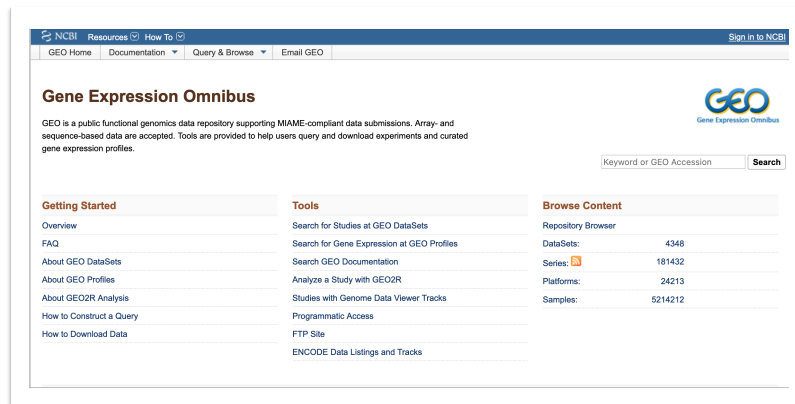 NCBI Resources How To Sign in to NCBI
GEO Home Documentation Query & Browse Email GEO
Gene Expression Omnibus
GEO is a public functional genomics data repository supporting MIAME-compliant data submissions. Array- and
sequence-based data are accepted. Tools are provided to help users query and download experiments and curated
gene expression profiles.
GEO
Gene Expression Omnibus
Keyword or GEO Accession Search
Getting Started
Overview
FAQ
About GEO DataSets
About GEO Profiles
About GEO2R Analysis
How to Construct a Query
How to Download Data
Tools
Search for Studies at GEO DataSets
Search for Gene Expression at GEO Profiles
Search GEO Documentation
Analyze a Study with GEO2R
Studies with Genome Data Viewer Tracks
Programmatic Access
FTP Site
ENCODE Data Listings and Tracks
Browse Content
Repository Browser
DataSets: 4348
Series: 181432
Platforms: 24213
Samples: 5214212